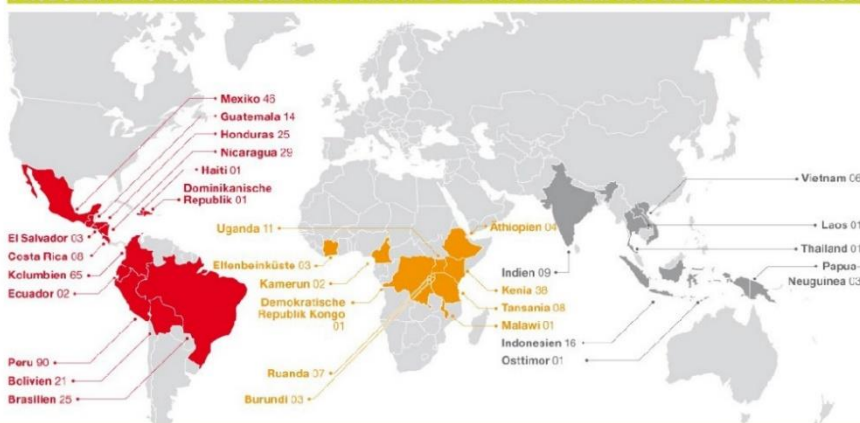 Mexiko 46
Guatemala 14
Honduras 25
Nicaragua 29
Haiti 01
Dominikanische
Republik 01
El Salvador 03
Costa Rica 08
Kolumbien 65
Ecuador 02
Peru 90
Bolivien 21
Brasilien 25
Uganda 11
Elfenbeinküste 03
Kamerun 02
Demokratische
Republik Kongo
01
Ruanda 07
Burundi 03
Äthiopien 04
Kenia 38
Tansania 08
Malawi 01
Indien 09
Indonesien 16
Osttimor 01
Vietnam 06
Laos 01
Thailand 01
Papua-
Neuguinea 03